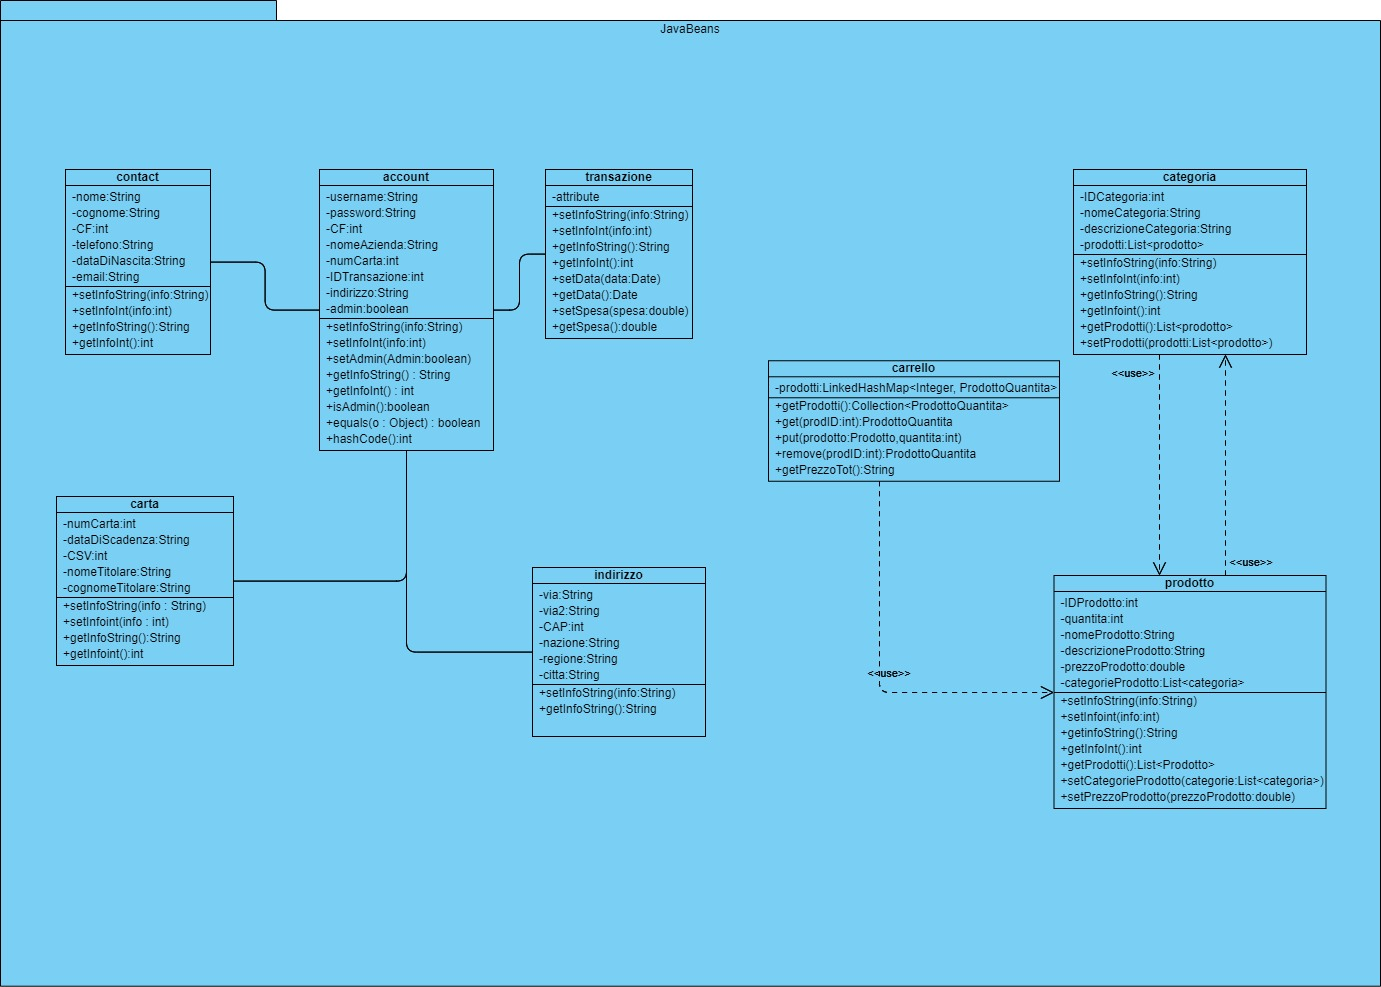 JavaBeans
contact
-nome:String
-cognome:String
-CF:int
-telefono:String
-dataDiNascita:String
-email:String
+setInfoString(info:String)
+setInfoInt(info:int)
+getInfoString():String
+getInfoInt():int
account
-username:String
-password:String
-CF:int
-nomeAzienda:String
-numCarta:int
-IDTransazione:int
-indirizzo:String
-admin:boolean
+setInfoString(info:String)
+setInfoInt(info:int)
+setAdmin(Admin:boolean)
+getInfoString() : String
+getInfoInt() : int
+isAdmin():boolean
+equals(o : Object) : boolean
+hashCode():int
transazione
-attribute
+setInfoString(info:String)
+setInfoInt(info:int)
+getInfoString():String
+getInfoInt():int
+setData(data:Date)
+getData():Date
+setSpesa(spesa:double)
+getSpesa():double
categoria
-IDCategoria:int
-nomeCategoria:String
-descrizioneCategoria:String
-prodotti:List<prodotto>
+setInfoString(info:String)
+setInfoInt(info:int)
+getInfoString():String
+getInfoint():int
+getProdotti():List<prodotto>
+setProdotti(prodotti:List<prodotto>)
<<use>>
carrello
-prodotti:LinkedHashMap<Integer, ProdottoQuantita>
+getProdotti():Collection<ProdottoQuantita>
+get(prodID:int):ProdottoQuantita
+put(prodotto:Prodotto,quantita:int)
+remove(prodID:int):ProdottoQuantita
+getPrezzoTot():String
carta
-numCarta:int
-dataDiScadenza:String
-CSV:int
-nomeTitolare:String
-cognomeTitolare:String
+setInfoString(info : String)
+setInfoint(info : int)
+getInfoString():String
+getInfoint():int
indirizzo
-via:String
-via2:String
-CAP:int
-nazione:String
-regione:String
-citta:String
+setInfoString(info:String)
+getInfoString():String
<<use>>
<<use>>
prodotto
-IDProdotto:int
-quantita:int
-nomeProdotto:String
-descrizioneProdotto:String
-prezzoProdotto:double
-categorieProdotto:List<categoria>
+setInfoString(info:String)
+setInfoint(info:int)
+getinfoString():String
+getInfoInt():int
+getProdotti():List<Prodotto>
+setCategorieProdotto(categorie:List<categoria>)
+setPrezzoProdotto(prezzoProdotto:double)